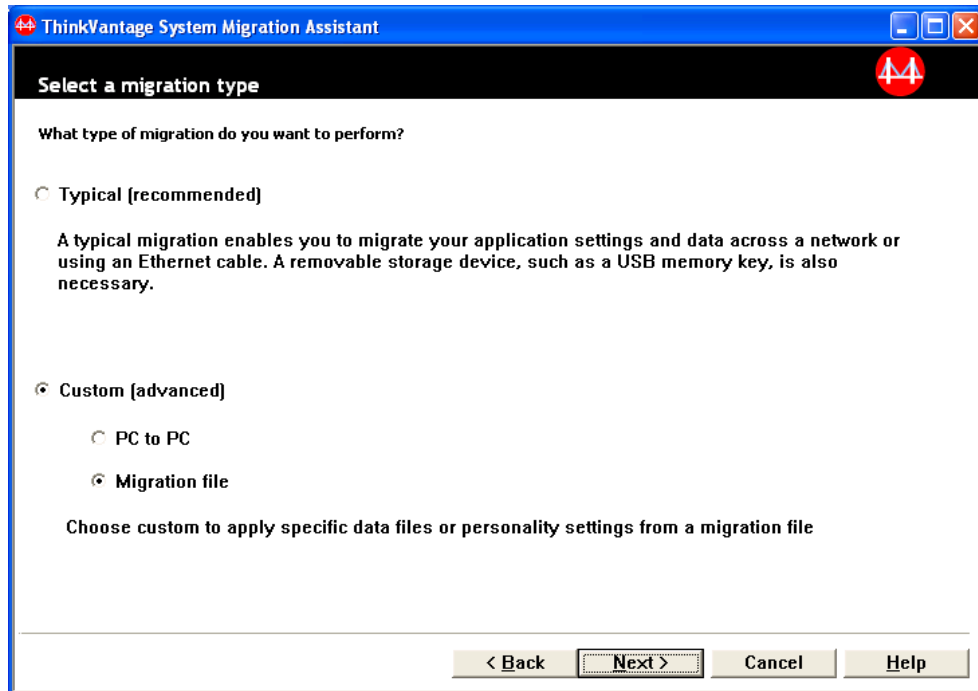 ThinkVantage System Migration Assistant
Select a migration type
What type of migration do you want to perform?
Typical (recommended)
A typical migration enables you to migrate your application settings and data across a network or
using an Ethernet cable. A removable storage device, such as a USB memory key, is also
necessary.
Custom (advanced)
PC to PC
Migration file
Choose custom to apply specific data files or personality settings from a migration file
< Back Next > Cancel Help